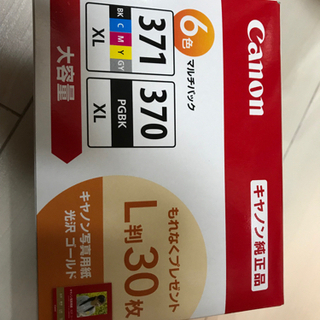 Canon
キヤノン純正品
6色マルチパック
371
XL
BK
C
M
Y
GY
370
XL
PGBK
大容量
もれなくプレゼント
L判30枚
キヤノン写真用紙
光沢 ゴールド